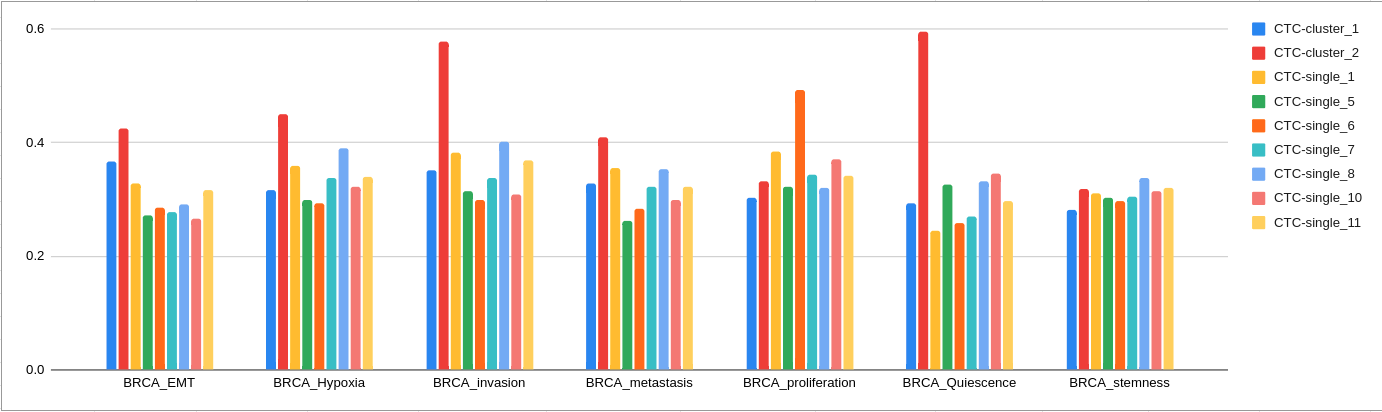 0.6
0.4
0.2
0.0
BRCA_EMT
BRCA_Hypoxia
BRCA_invasion
BRCA_metastasis
BRCA_proliferation
BRCA_Quiescence
BRCA_stemness
CTC-cluster_1
CTC-cluster_2
CTC-single_1
CTC-single_5
CTC-single_6
CTC-single_7
CTC-single_8
CTC-single_10
CTC-single_11